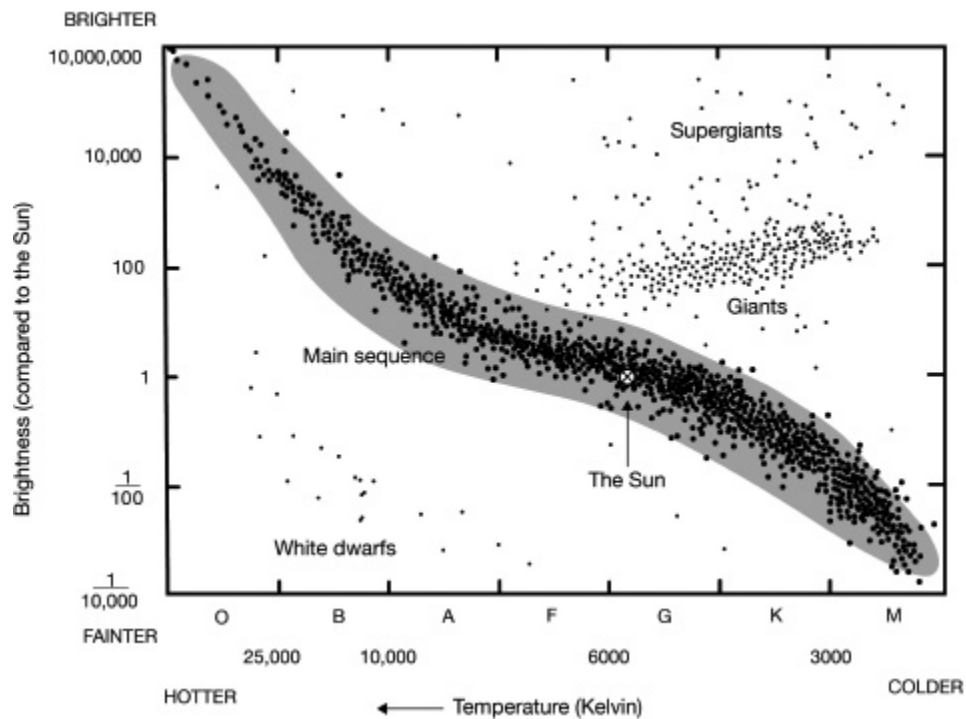 BRIGHTER
10,000,000
10,000
100
1
1
100
1
10,000
FAINTER
Brightness (compared to the Sun)
Supergiants
Giants
Main sequence
The Sun
White dwarfs
O B A F G K M
25,000 10,000 6000 3000
HOTTER
COLDER
Temperature (Kelvin)